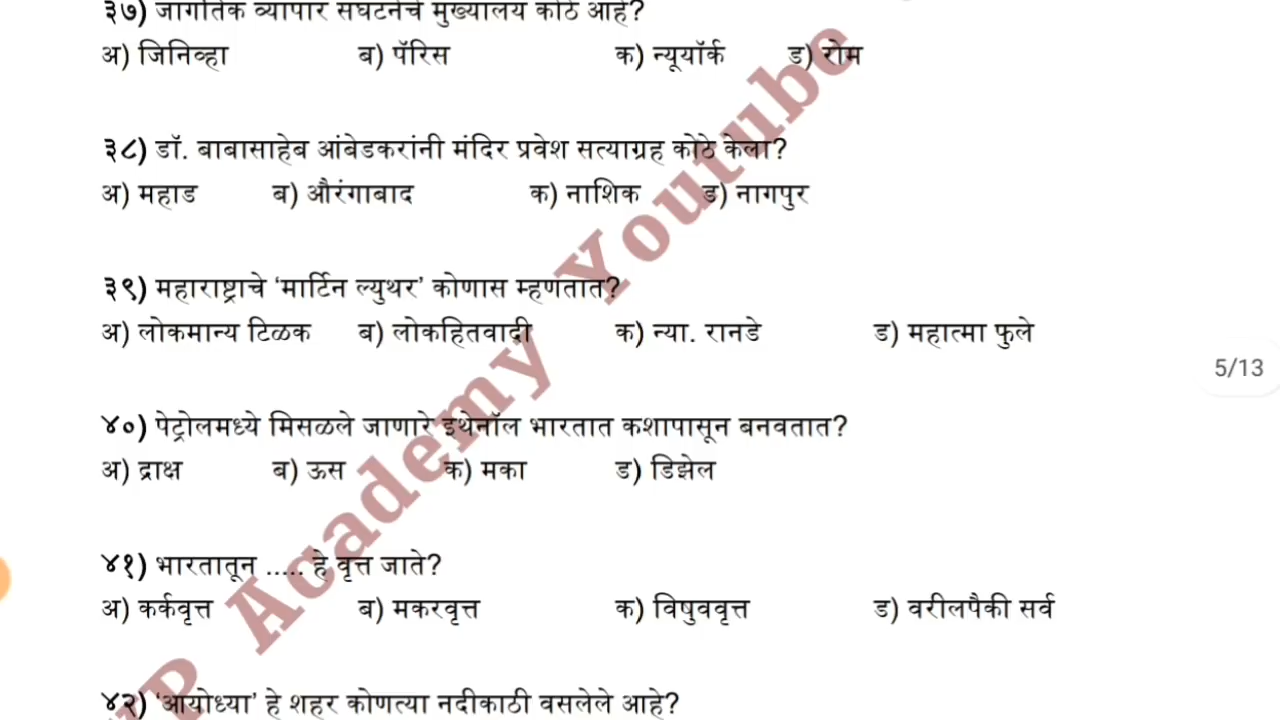 ३७) जागतिक व्यापार संघटनेचे मुख्यालय कोठे आहे?
अ) जिनिव्हा ब) पॅरिस क) न्यूयॉर्क ड) रोम
३८) डॉ. बाबासाहेब आंबेडकरांनी मंदिर प्रवेश सत्याग्रह कोठे केला?
अ) महाड ब) औरंगाबाद क) नाशिक ड) नागपुर
३९) महाराष्ट्राचे ‘मार्टिन ल्युथर’ कोणास म्हणतात?
अ) लोकमान्य टिळक ब) लोकहितवादी क) न्या. रानडे ड) महात्मा फुले
5/13
४०) पेट्रोलमध्ये मिसळले जाणारे इथेनॉल भारतात कशापासून बनवतात?
अ) द्राक्ष ब) ऊस क) मका ड) डिझेल
४१) भारतातून ..... हे वृत्त जाते?
अ) कर्कवृत्त ब) मकरवृत्त क) विषुववृत्त ड) वरीलपैकी सर्व
४२) ‘आयोध्या’ हे शहर कोणत्या नदीकाठी वसलेले आहे?
Academy Youtube